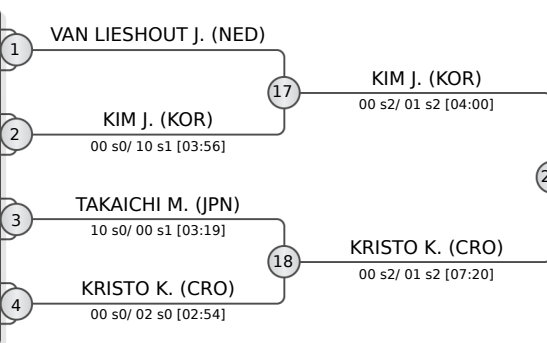 VAN LIESHOUT J. (NED)
1
17
KIM J. (KOR)
00 s2/ 01 s2 [04:00]
KIM J. (KOR)
2
00 s0/ 10 s1 [03:56]
TAKAICHI M. (JPN)
3
10 s0/ 00 s1 [03:19]
18
KRISTO K. (CRO)
00 s2/ 01 s2 [07:20]
KRISTO K. (CRO)
4
00 s0/ 02 s0 [02:54]